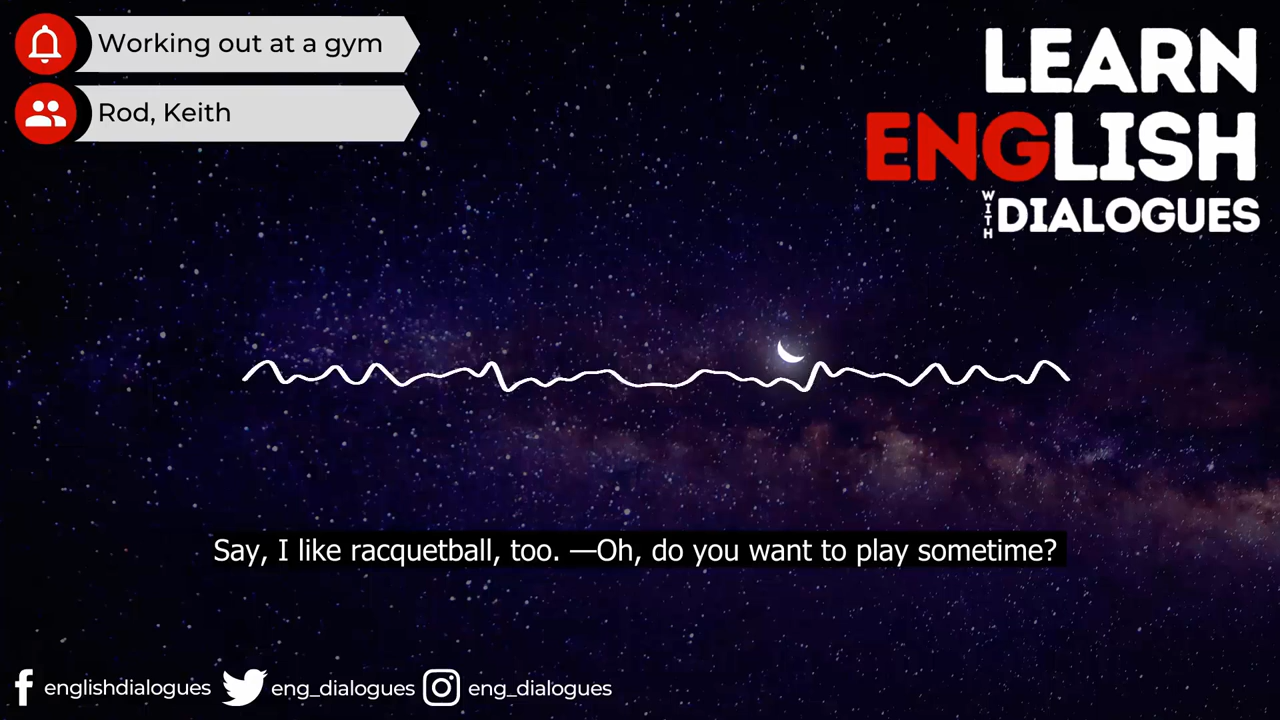 Working out at a gym
Rod, Keith
LEARN
ENGLISH
WITH DIALOGUES
Say, I like racquetball, too. —Oh, do you want to play sometime?
englishdialogues eng_dialogues eng_dialogues